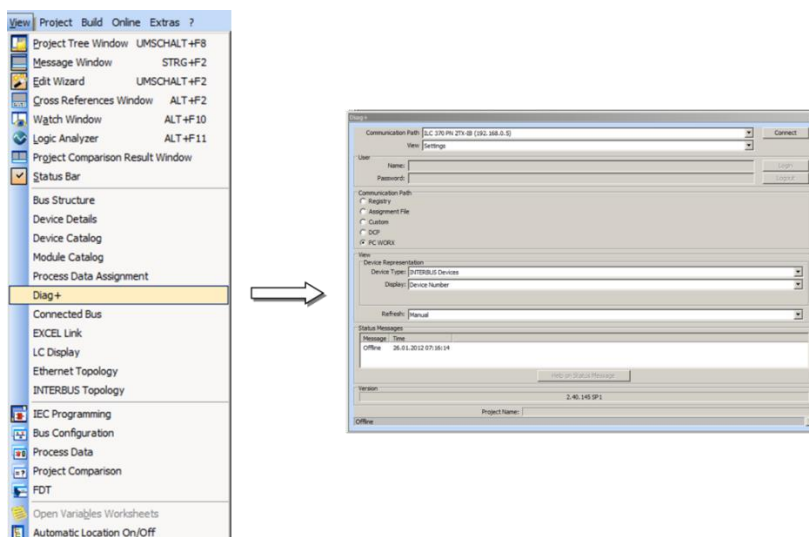 View Project Build Online Extras ?
Project Tree Window UMSCHALT+F8
Message Window STRG+F2
Edit Wizard UMSCHALT+F2
Cross References Window ALT+F2
Watch Window ALT+F10
Logic Analyzer ALT+F11
Project Comparison Result Window
Status Bar
Bus Structure
Device Details
Device Catalog
Module Catalog
Process Data Assignment
Diag+
Connected Bus
EXCEL Link
LC Display
Ethernet Topology
INTERBUS Topology
IEC Programming
Bus Configuration
Process Data
Project Comparison
FDT
Open Variables Worksheets
Automatic Location On/Off
Diag+
Communication Path: ILC 370 PN 2TX-IB (192.168.0.5) Connect
View: Settings
User
Name: Login
Password: Logout
Communication Path
Registry
Assignment File
Custom
DCP
PC WORX
View
Device Representation
Device Type: INTERBUS Devices
Display: Device Number
Refresh: Manual
Status Messages
Message Time
Offline 26.01.2012 07:16:14
Help on Status Message
Version
2.40.145 SP1
Project Name:
Offline